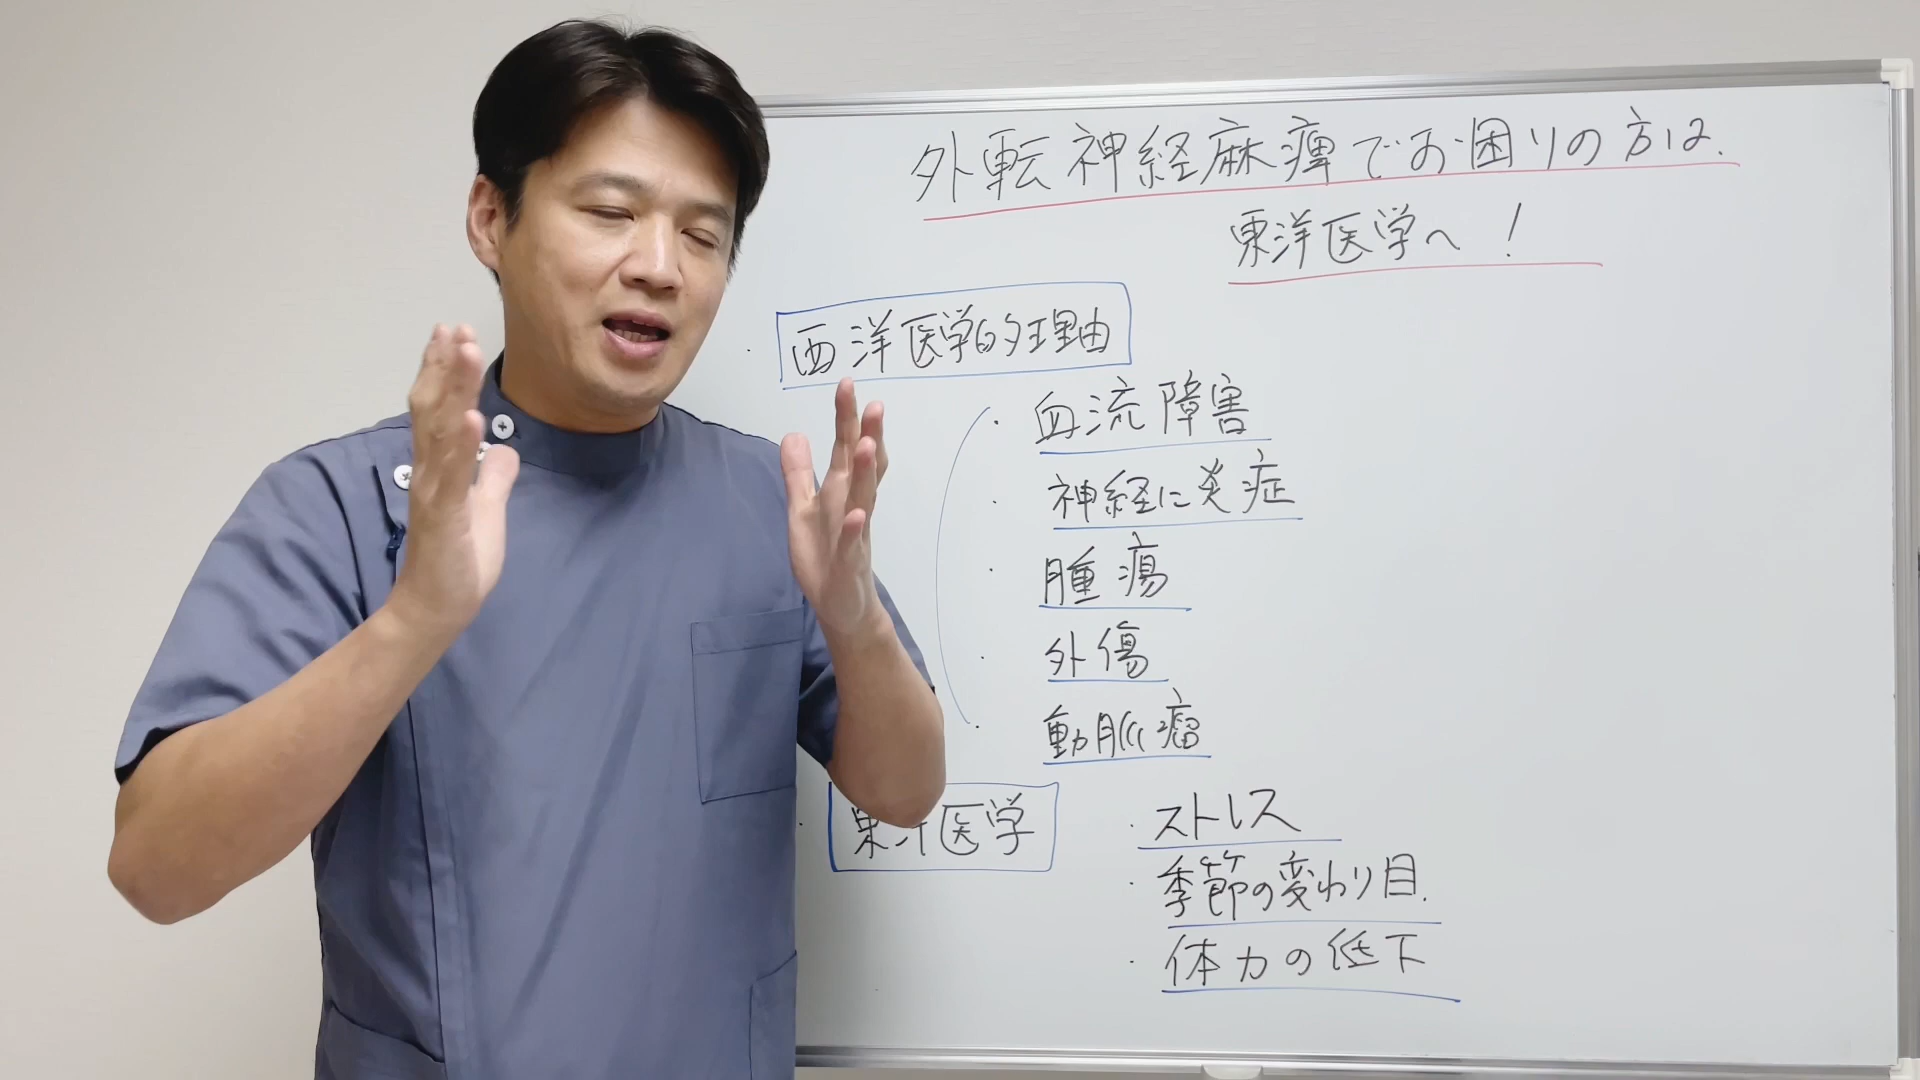 外転神経麻痺でお困りの方は.
東洋医学へ!
・西洋医学的理由
・血流障害
・神経に炎症
・腫瘍
・外傷
・動脈瘤
・東洋医学
・ストレス
・季節の変わり目.
・体力の低下